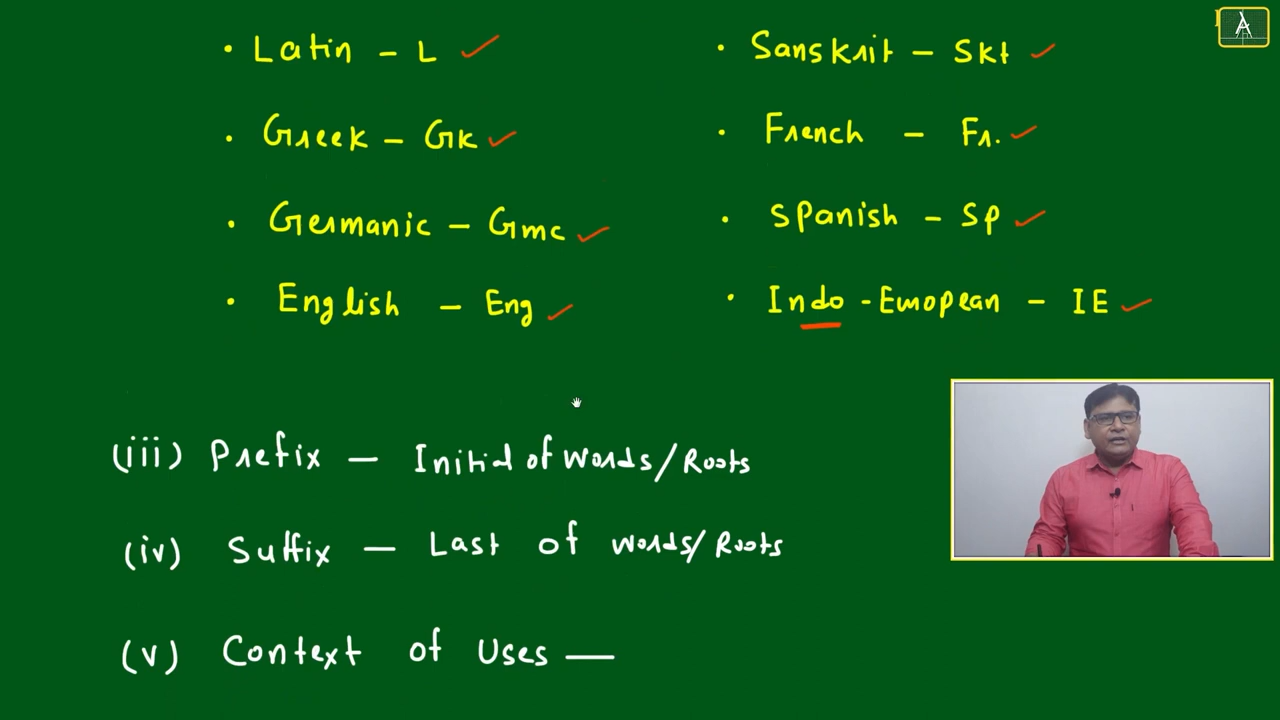 • Latin – L ✓
• Sanskrit – Skt ✓
• Greek – GK ✓
• French – Fr. ✓
• Germanic – Gmc ✓
• Spanish – SP ✓
• English – Eng ✓
• Indo-European – IE ✓
(iii) Prefix – Initial of words/Roots
(iv) Suffix – Last of words/Roots
(v) Context of Uses —
A